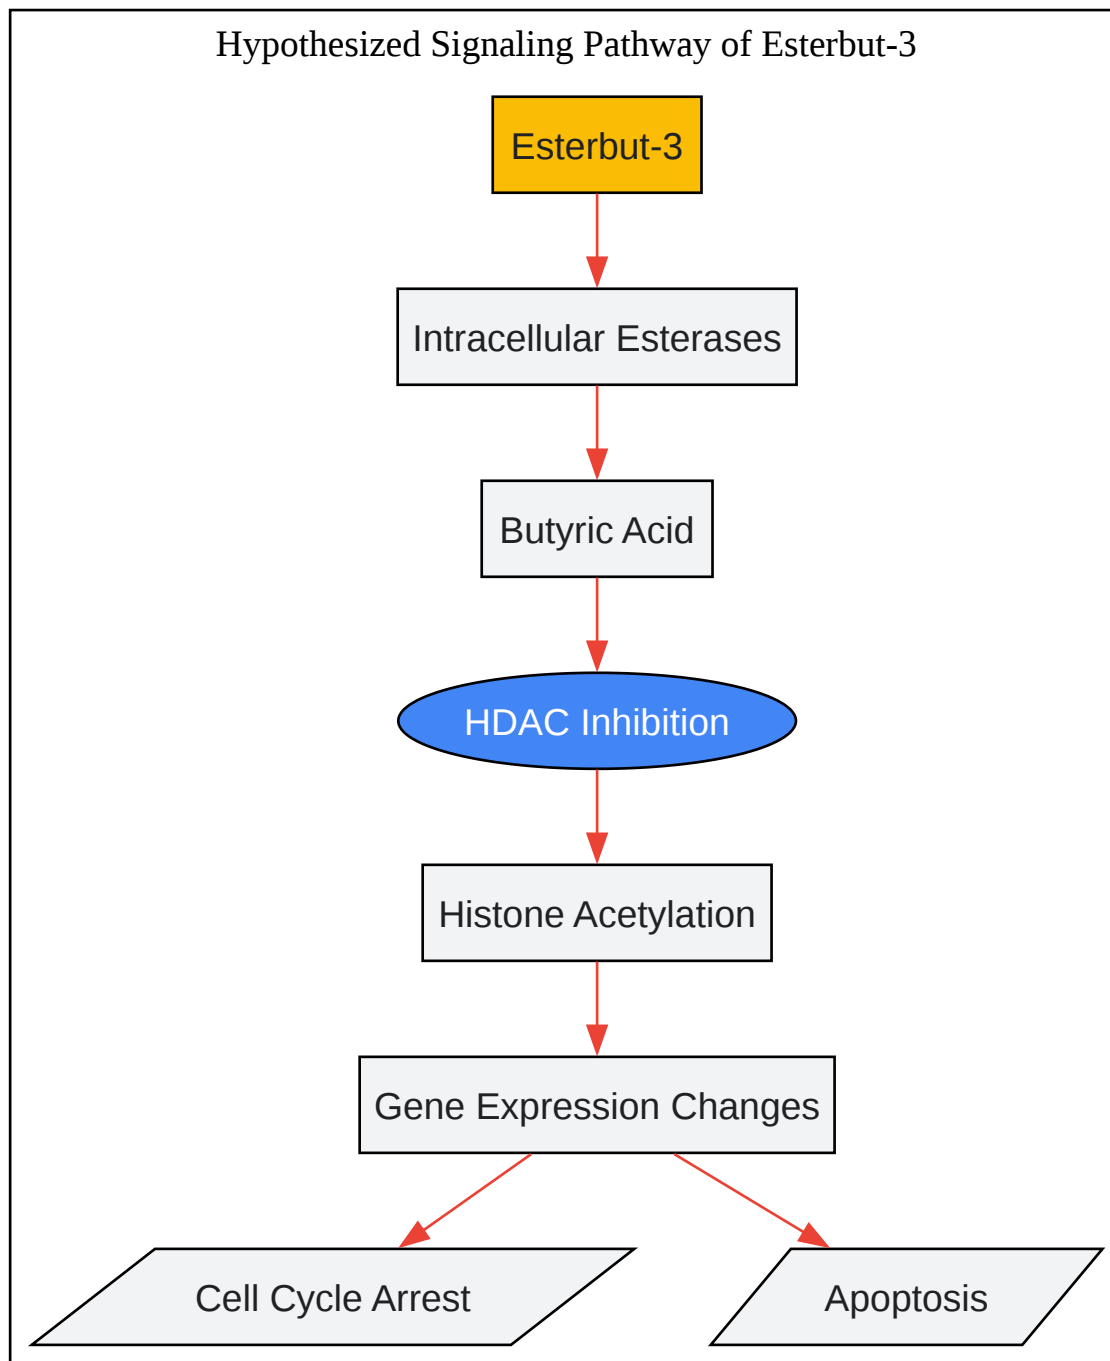 Hypothesized Signaling Pathway of Esterbut-3
Esterbut-3
Intracellular Esterases
Butyric Acid
HDAC Inhibition
Histone Acetylation
Gene Expression Changes
Cell Cycle Arrest
Apoptosis